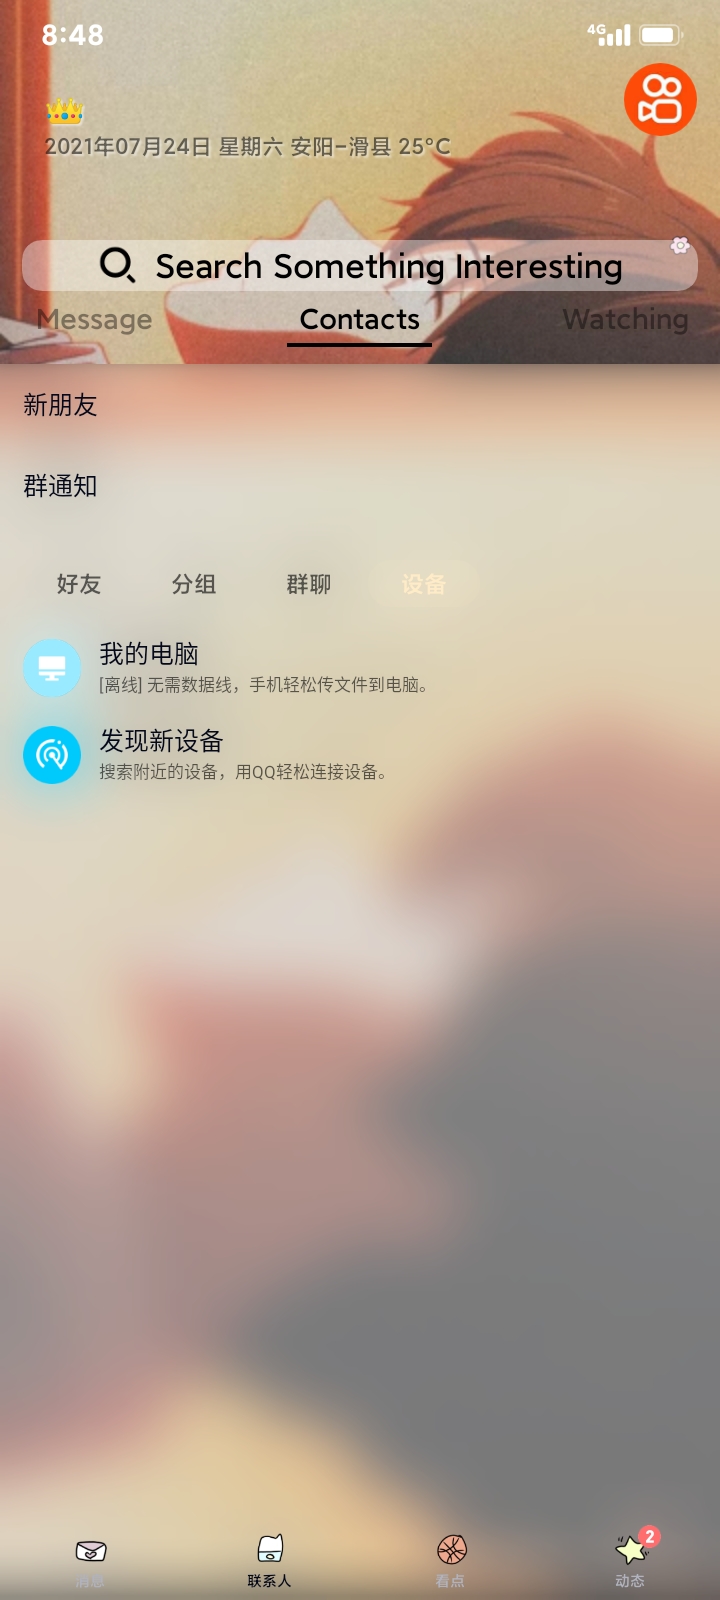 8:48
4G
2021年07月24日 星期六 安阳-滑县 25°C
Search Something Interesting
Message Contacts Watching
新朋友
群通知
好友 分组 群聊 设备
我的电脑
[离线] 无需数据线，手机轻松传文件到电脑。
发现新设备
搜索附近的设备，用QQ轻松连接设备。
2
消息 联系人 看点 动态